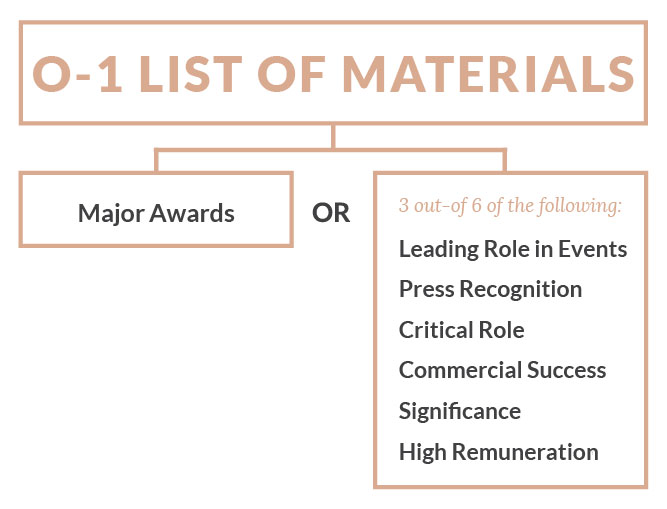 O-1 LIST OF MATERIALS
Major Awards
OR
3 out-of 6 of the following:
Leading Role in Events
Press Recognition
Critical Role
Commercial Success
Significance
High Remuneration